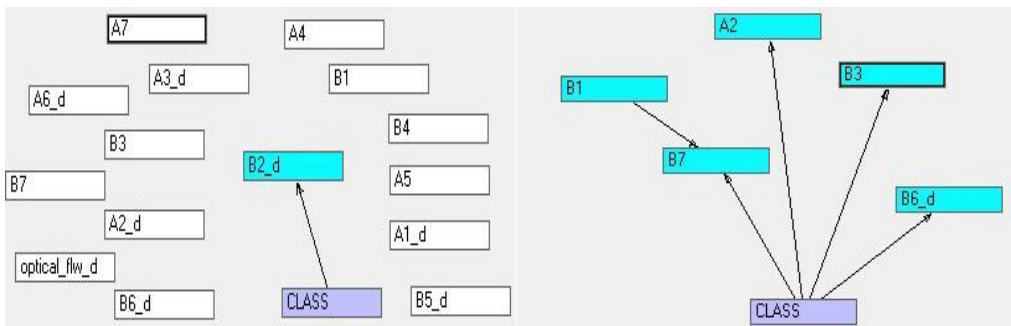 A7
A4
A3_d
B1
A6_d
B4
B3
B2_d
A5
B7
A2_d
A1_d
optical_flw_d
B6_d
CLASS
B5_d
A2
B3
B1
B7
B6_d
CLASS